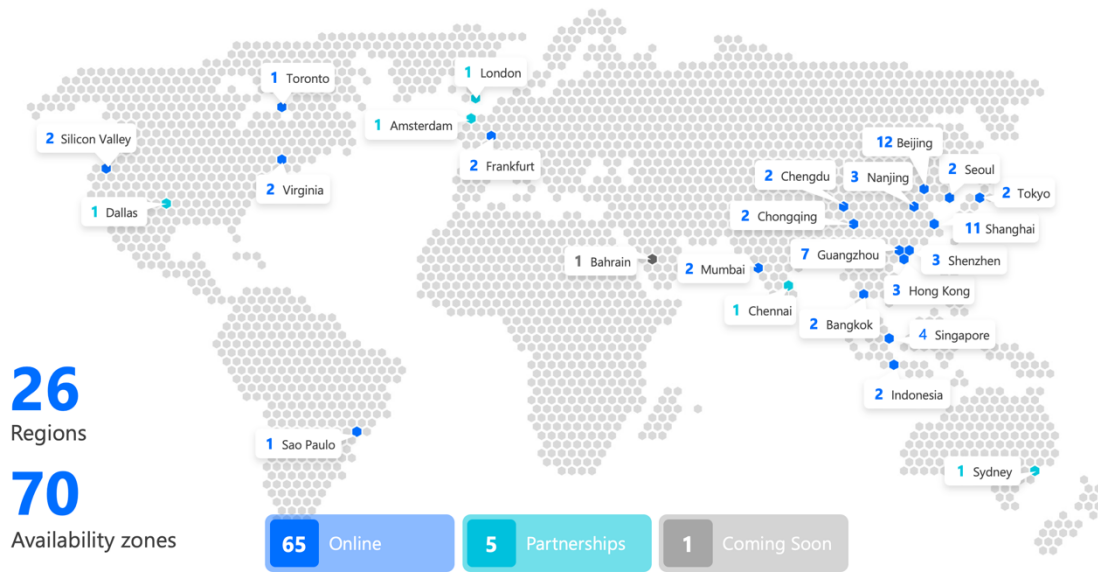 1 Toronto
1 London
1 Amsterdam
2 Silicon Valley
12 Beijing
2 Frankfurt
2 Seoul
2 Chengdu
3 Nanjing
2 Virginia
2 Tokyo
1 Dallas
2 Chongqing
11 Shanghai
7 Guangzhou
3 Shenzhen
1 Bahrain
2 Mumbai
3 Hong Kong
1 Chennai
2 Bangkok
4 Singapore
2 Indonesia
26
Regions
1 Sao Paulo
1 Sydney
70
Availability zones
65 Online
5 Partnerships
1 Coming Soon